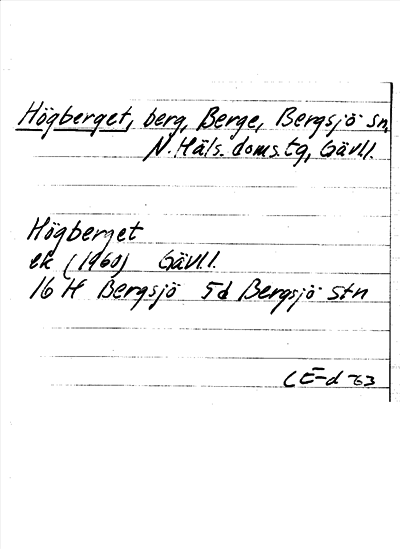 Högberget, berg, Berge, Bergsjö sn,
N. Häls. doms.tg, Gävl.l.
Högberget
ek (1960) Gävl.l.
16 H Bergsjö 5d Bergsjö stn
CE-d -63